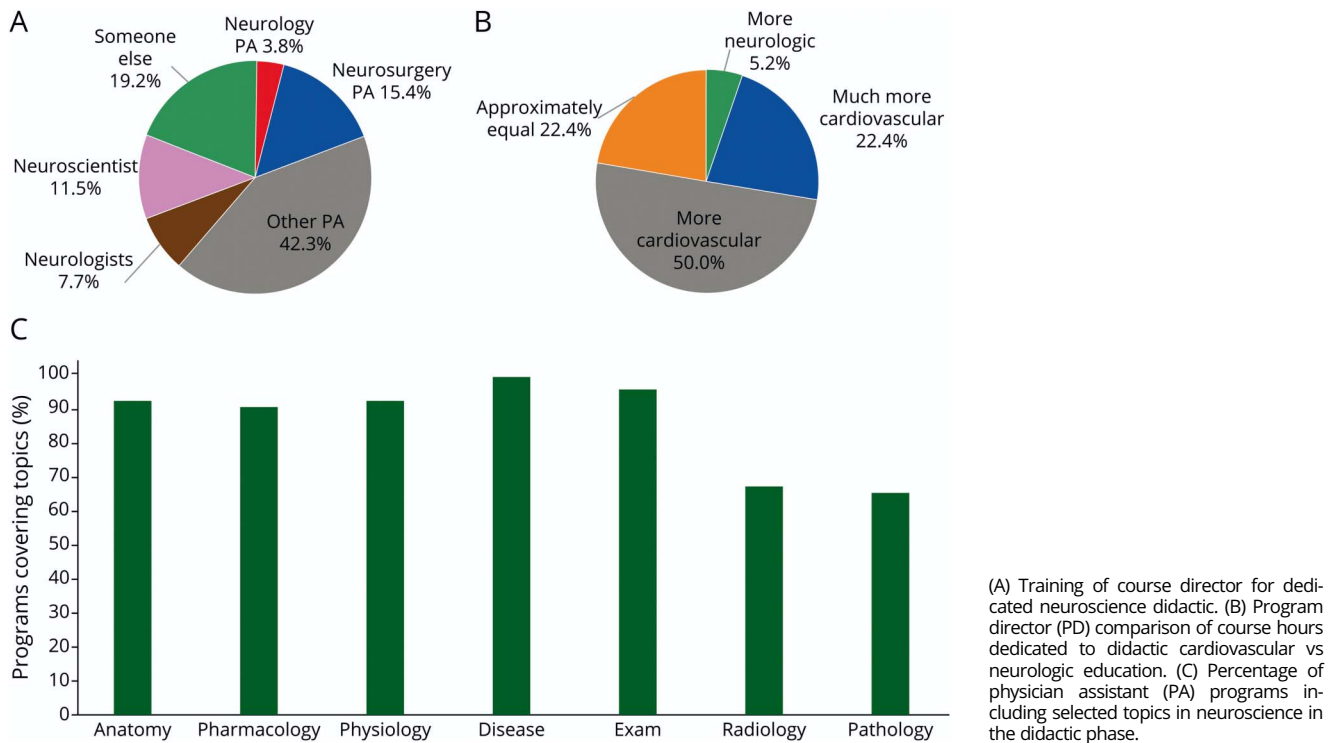 A
Neurology
PA 3.8%
Someone
else
19.2%
Neurosurgery
PA 15.4%
Neuroscientist
11.5%
Other PA
42.3%
Neurologists
7.7%
B
More
neurologic
5.2%
Approximately
equal 22.4%
Much more
cardiovascular
22.4%
More
cardiovascular
50.0%
C
Programs covering topics (%)
100
90
80
70
60
50
40
30
20
10
0
Anatomy Pharmacology Physiology Disease Exam Radiology Pathology
(A) Training of course director for dedi-
cated neuroscience didactic. (B) Program
director (PD) comparison of course hours
dedicated to didactic cardiovascular vs
neurologic education. (C) Percentage of
physician assistant (PA) programs in-
cluding selected topics in neuroscience in
the didactic phase.